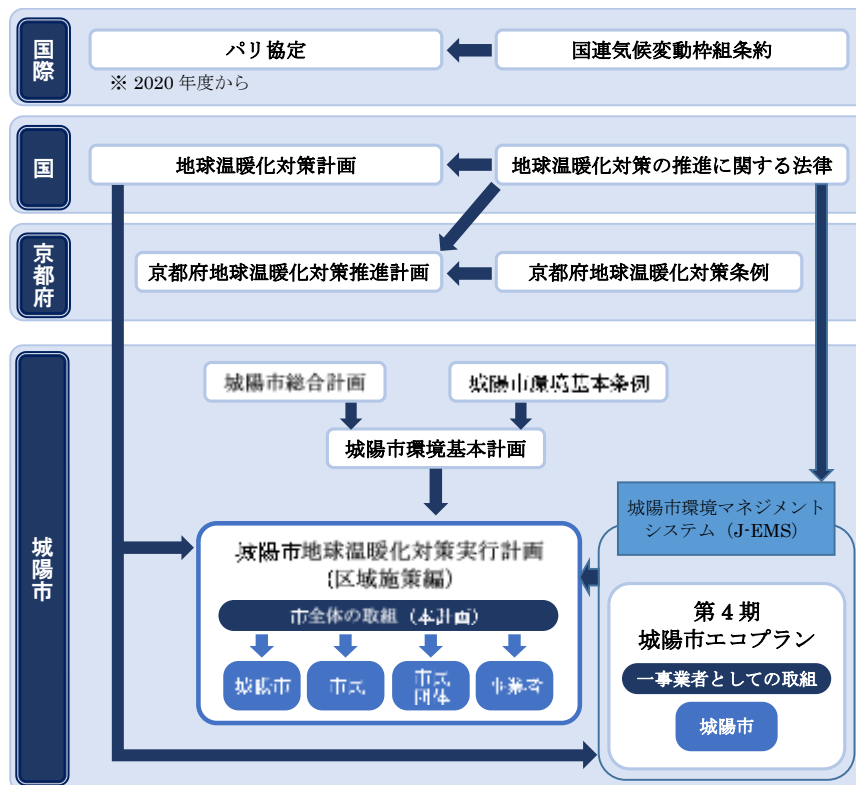 国際
パリ協定
国連気候変動枠組条約
※ 2020 年度から
国
地球温暖化対策計画
地球温暖化対策の推進に関する法律
京都府
京都府地球温暖化対策推進計画
京都府地球温暖化対策条例
城陽市
城陽市総合計画
城陽市環境基本条例
城陽市環境基本計画
城陽市環境マネジメント
システム（J-EMS）
城陽市地球温暖化対策実行計画
（区域施策編）
市全体の取組（本計画）
城陽市
市民
市民
団体
事業者
第４期
城陽市エコプラン
一事業者としての取組
城陽市